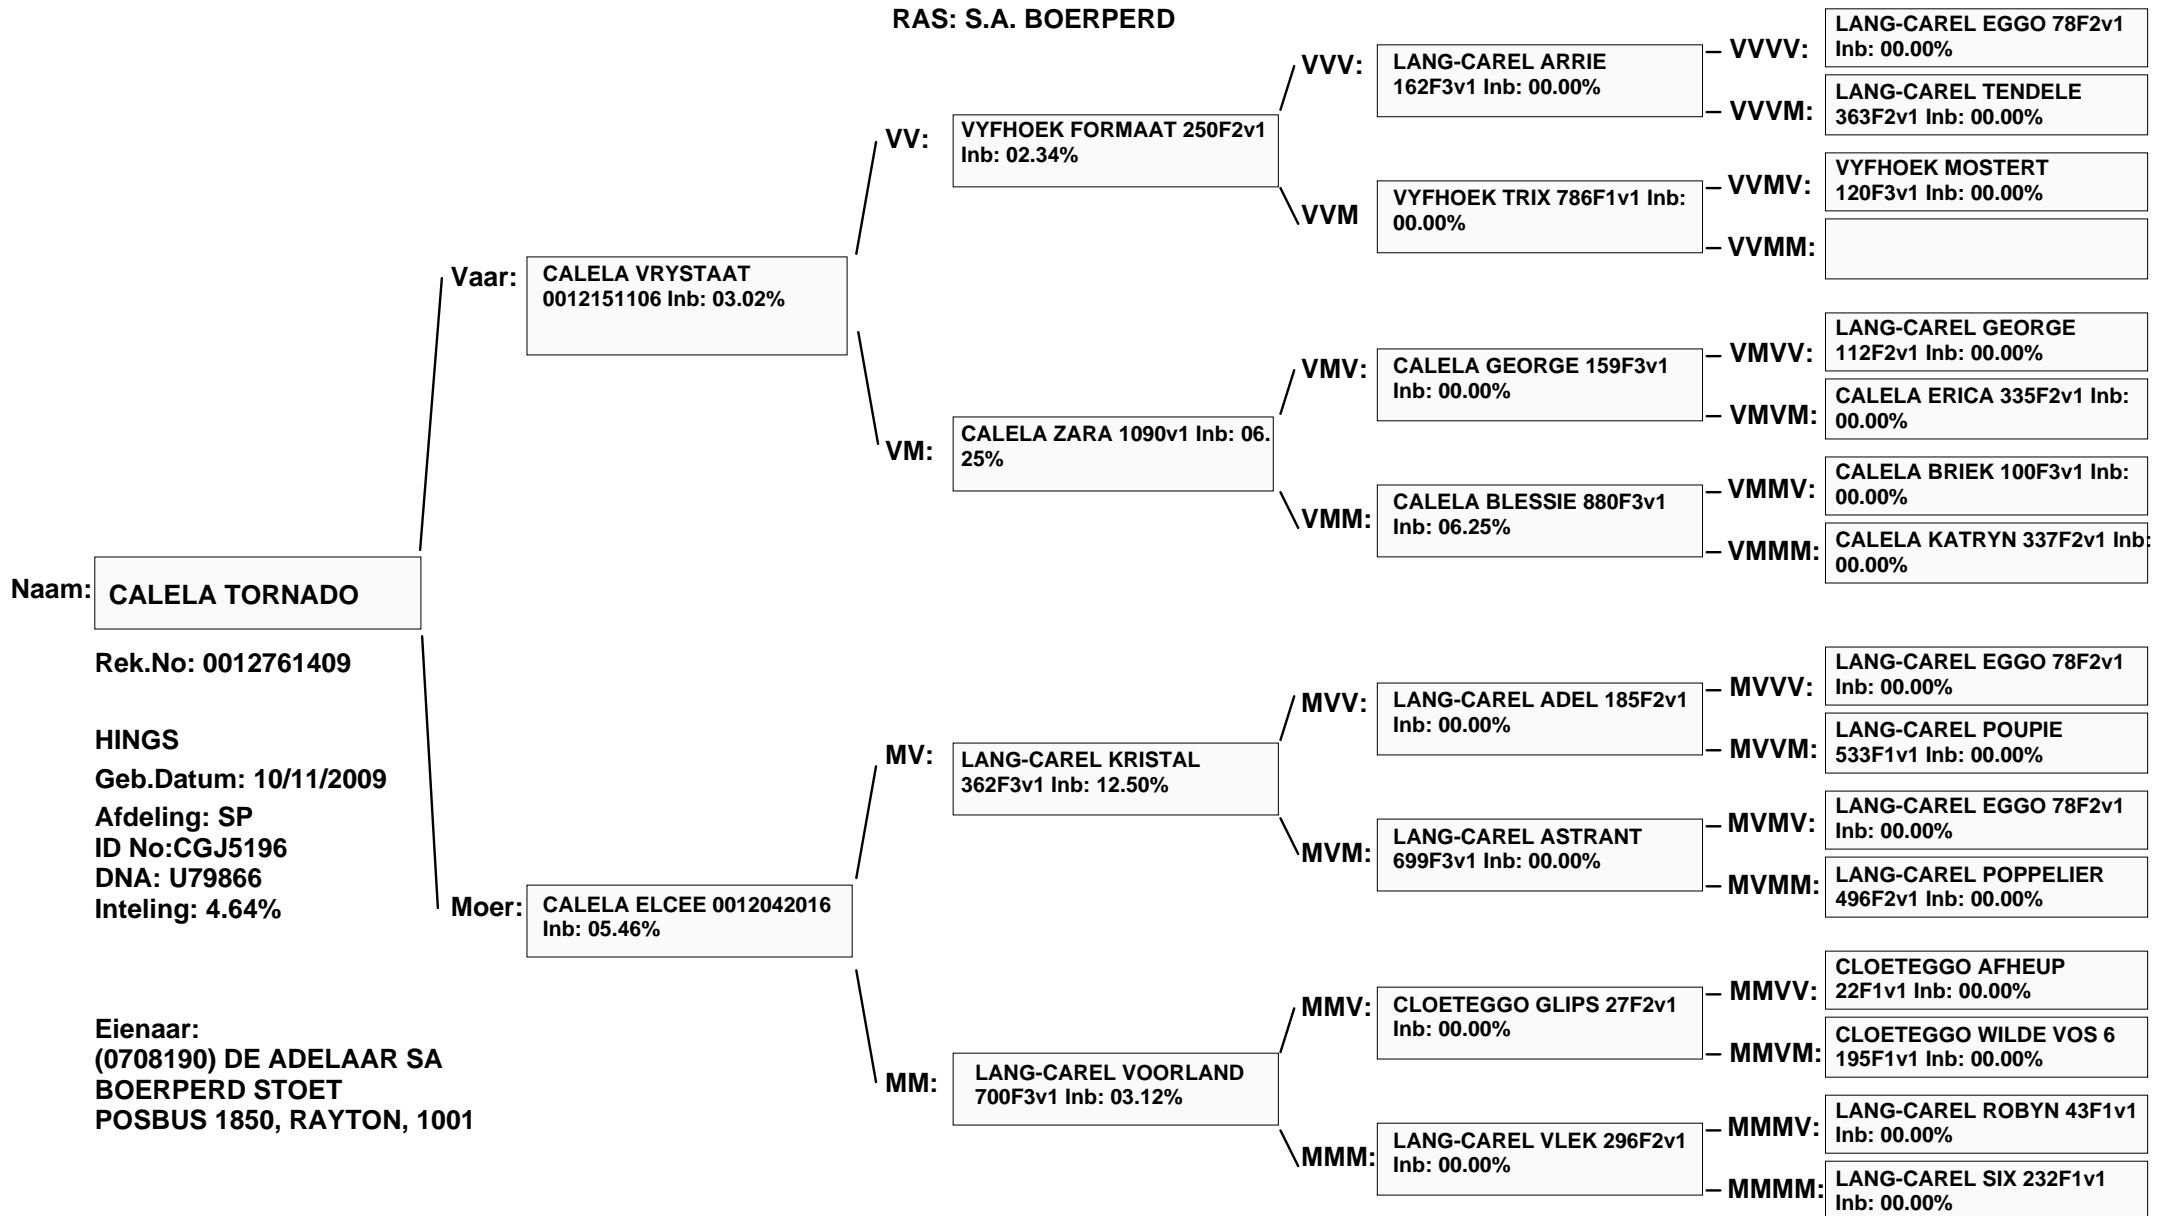 RAS: S.A. BOERPERD
Naam:
CALELA TORNADO
Rek.No: 0012761409
HINGS
Geb.Datum: 10/11/2009
Afdeling: SP
ID No:CGJ5196
DNA: U79866
Inteling: 4.64%
Eienaar:
(0708190) DE ADELAAR SA
BOERPERD STOET
POSBUS 1850, RAYTON, 1001
Vaar:
CALELA VRYSTAAT
0012151106 Inb: 03.02%
Moer:
CALELA ELCEE 0012042016
Inb: 05.46%
VV:
VYFHOEK FORMAAT 250F2v1
Inb: 02.34%
VM:
CALELA ZARA 1090v1 Inb: 06.
25%
MV:
LANG-CAREL KRISTAL
362F3v1 Inb: 12.50%
MM:
LANG-CAREL VOORLAND
700F3v1 Inb: 03.12%
VVV:
LANG-CAREL ARRIE
162F3v1 Inb: 00.00%
VVM
VYFHOEK TRIX 786F1v1 Inb:
00.00%
VMV:
CALELA GEORGE 159F3v1
Inb: 00.00%
VMM:
CALELA BLESSIE 880F3v1
Inb: 06.25%
MVV:
LANG-CAREL ADEL 185F2v1
Inb: 00.00%
MVM:
LANG-CAREL ASTRANT
699F3v1 Inb: 00.00%
MMV:
CLOETEGGO GLIPS 27F2v1
Inb: 00.00%
MMM:
LANG-CAREL VLEK 296F2v1
Inb: 00.00%
VVVV:
LANG-CAREL EGGO 78F2v1
Inb: 00.00%
VVVM:
LANG-CAREL TENDELE
363F2v1 Inb: 00.00%
VVMV:
VYFHOEK MOSTERT
120F3v1 Inb: 00.00%
VVMM:
VMVV:
LANG-CAREL GEORGE
112F2v1 Inb: 00.00%
VMVM:
CALELA ERICA 335F2v1 Inb:
00.00%
VMMV:
CALELA BRIEK 100F3v1 Inb:
00.00%
VMMM:
CALELA KATRYN 337F2v1 Inb:
00.00%
MVVV:
LANG-CAREL EGGO 78F2v1
Inb: 00.00%
MVVM:
LANG-CAREL POUPIE
533F1v1 Inb: 00.00%
MVMV:
LANG-CAREL EGGO 78F2v1
Inb: 00.00%
MVMM:
LANG-CAREL POPPELIER
496F2v1 Inb: 00.00%
MMVV:
CLOETEGGO AFHEUP
22F1v1 Inb: 00.00%
MMVM:
CLOETEGGO WILDE VOS 6
195F1v1 Inb: 00.00%
MMMV:
LANG-CAREL ROBYN 43F1v1
Inb: 00.00%
MMMM:
LANG-CAREL SIX 232F1v1
Inb: 00.00%